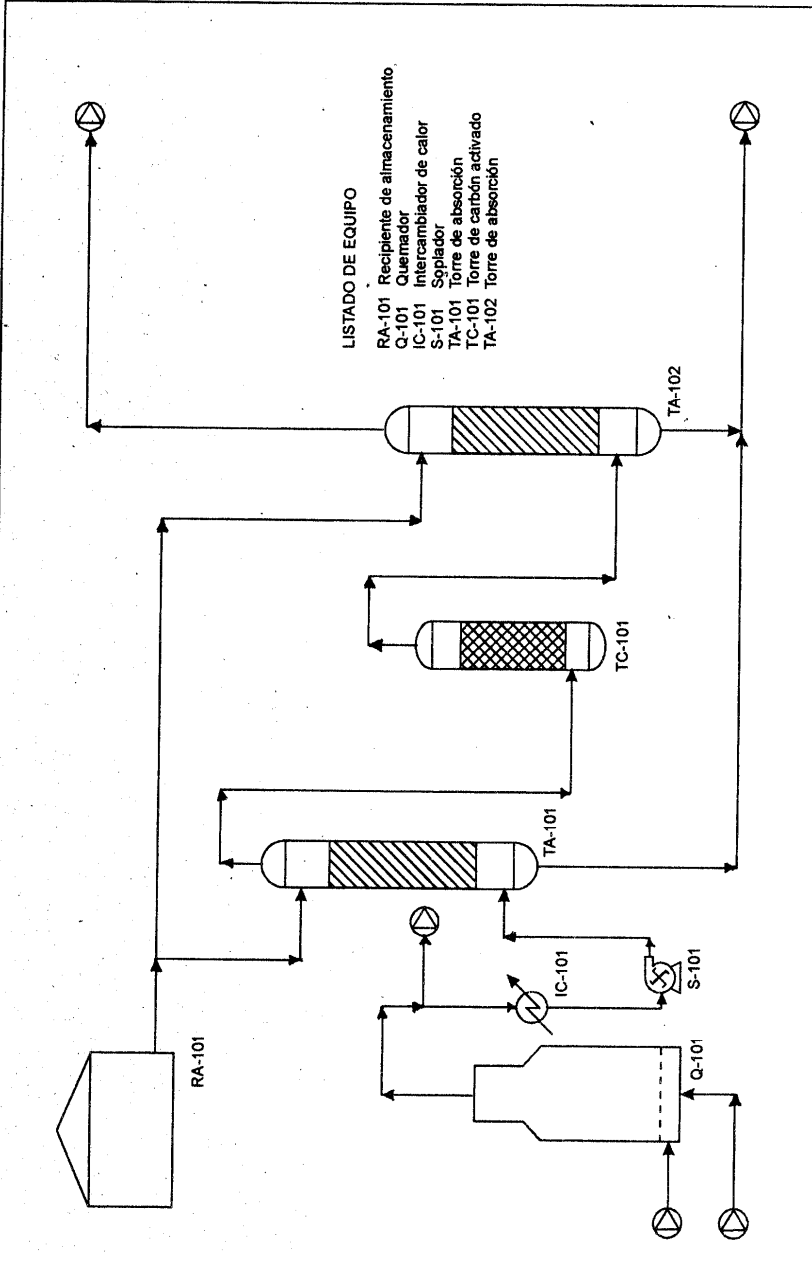 LISTADO DE EQUIPO
RA-101 Recipiente de almacenamiento
Q-101 Quemador
IC-101 Intercambiador de calor
S-101 Soplador
TA-101 Torre de absorción
TC-101 Torre de carbón activado
TA-102 Torre de absorción
RA-101
Q-101
IC-101
S-101
TA-101
TC-101
TA-102